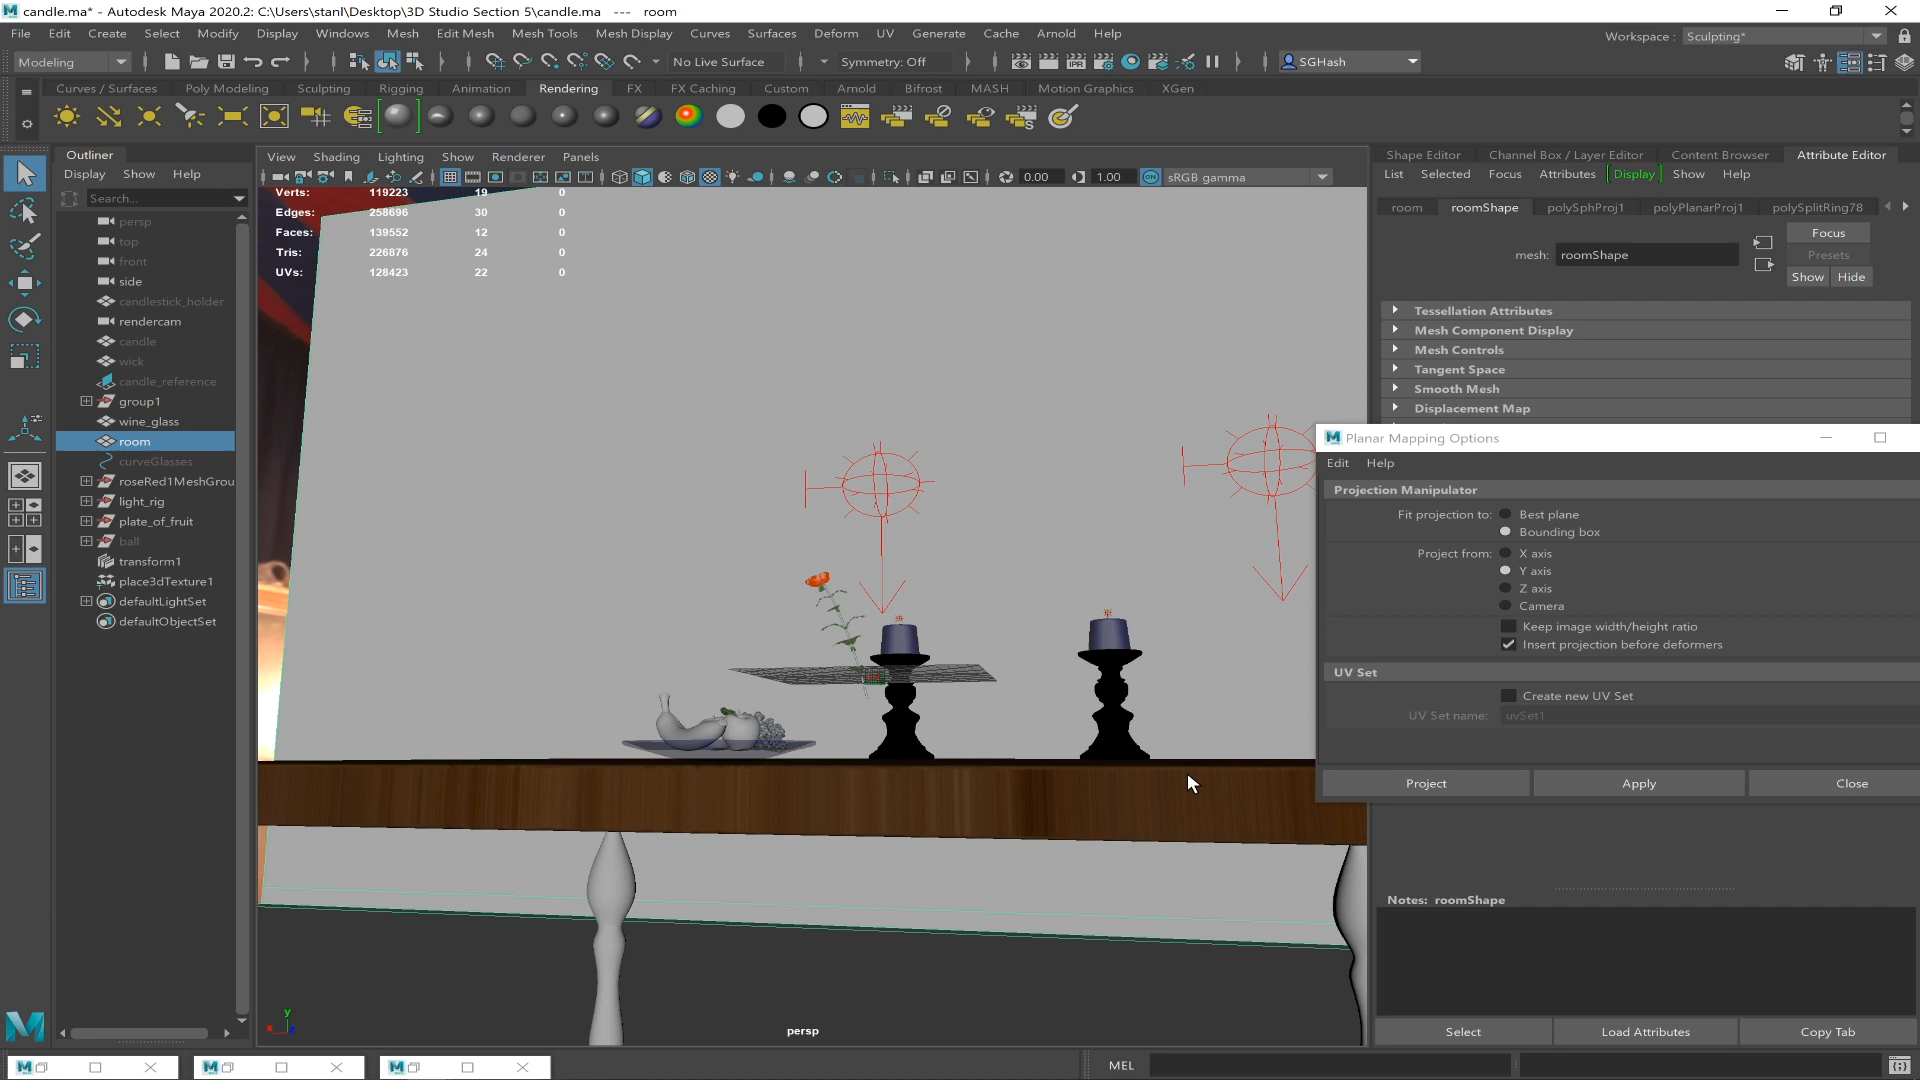 candle.ma* - Autodesk Maya 2020.2: C:\Users\stanl\Desktop\3D Studio Section 5\candle.ma --- room
File Edit Create Select Modify Display Windows Mesh Edit Mesh Mesh Tools Mesh Display Curves Surfaces Deform UV Generate Cache Arnold Help
Workspace : Sculpting*
Modeling No Live Surface Symmetry: Off SGHash
Curves / Surfaces Poly Modeling Sculpting Rigging Animation Rendering FX FX Caching Custom Arnold Bifrost MASH Motion Graphics XGen
Outliner
Display Show Help
Search...
persp
top
front
side
candlestick_holder
rendercam
candle
wick
candle_reference
group1
wine_glass
room
curveGlasses
roseRed1MeshGrou
light_rig
plate_of_fruit
ball
transform1
place3dTexture1
defaultLightSet
defaultObjectSet
View Shading Lighting Show Renderer Panels
0.00 1.00 ON sRGB gamma
Verts: 119223 19 0
Edges: 258696 30 0
Faces: 139552 12 0
Tris: 226876 24 0
UVs: 128423 22 0
y
persp
Shape Editor Channel Box / Layer Editor Content Browser Attribute Editor
List Selected Focus Attributes Display Show Help
room roomShape polySphProj1 polyPlanarProj1 polySplitRing78
mesh: roomShape
Focus
Presets
Show Hide
Tessellation Attributes
Mesh Component Display
Mesh Controls
Tangent Space
Smooth Mesh
Displacement Map
Planar Mapping Options
Edit Help
Projection Manipulator
Fit projection to: Best plane
Bounding box
Project from: X axis
Y axis
Z axis
Camera
Keep image width/height ratio
Insert projection before deformers
UV Set
Create new UV Set
UV Set name: uvSet1
Project Apply Close
Notes: roomShape
Select Load Attributes Copy Tab
MEL